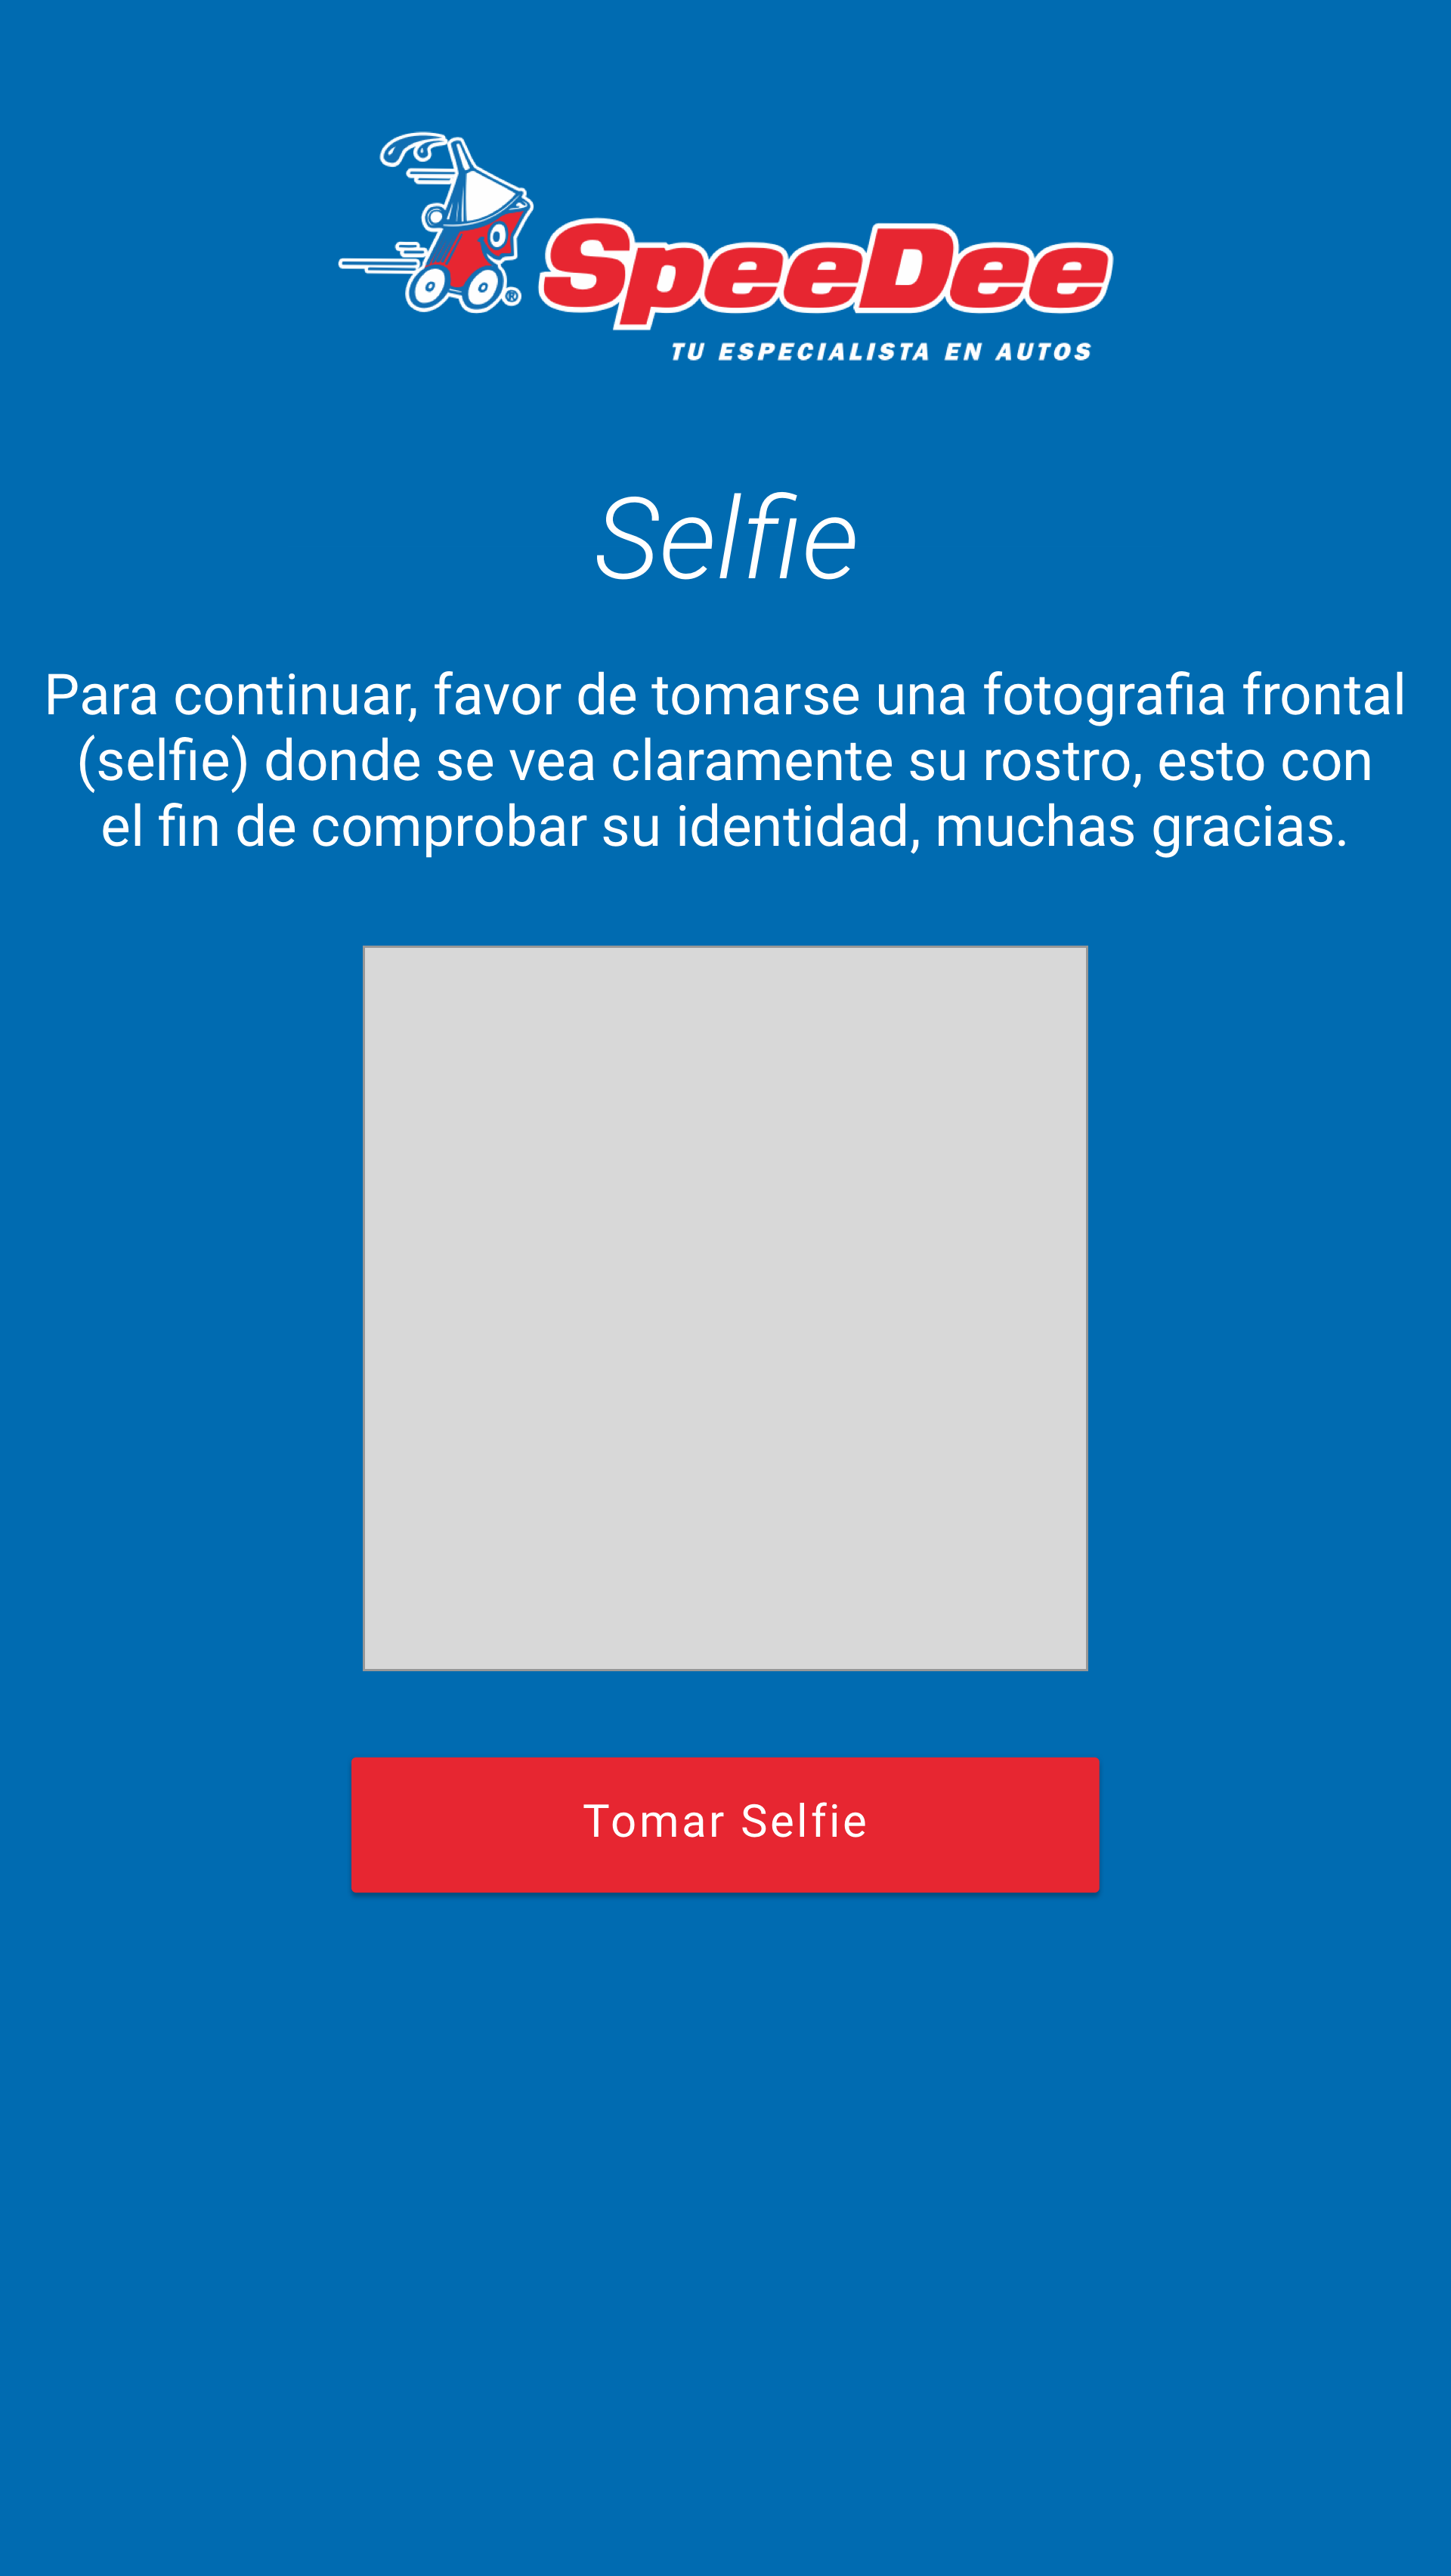 SpeeDee
®
TU ESPECIALISTA EN AUTOS
Selfie
Para continuar, favor de tomarse una fotografia frontal
(selfie) donde se vea claramente su rostro, esto con
el fin de comprobar su identidad, muchas gracias.
Tomar Selfie